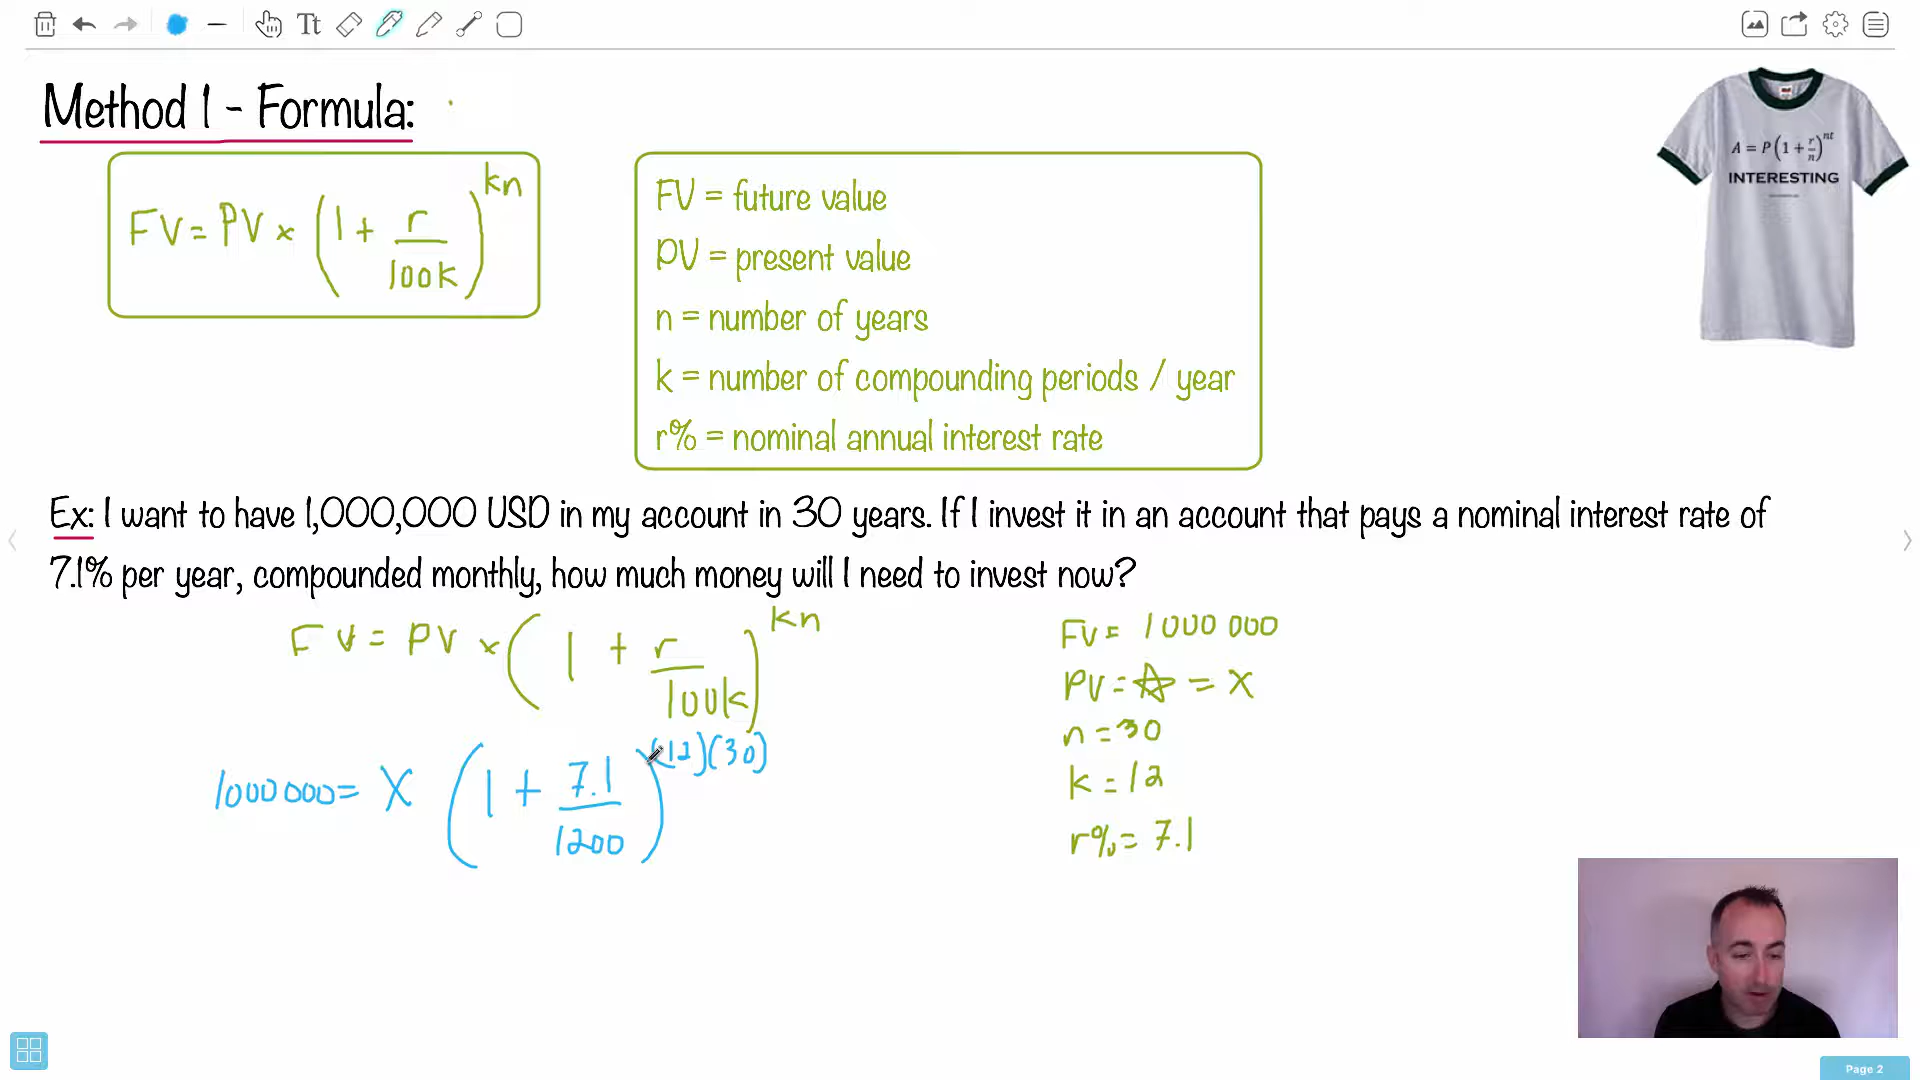 Tt
Method 1 - Formula:
FV = PV × (1 + r/100k)^kn
FV = future value
PV = present value
n = number of years
k = number of compounding periods / year
r% = nominal annual interest rate
A = P(1 + r/n)^nt
INTERESTING
Ex: I want to have 1,000,000 USD in my account in 30 years. If I invest it in an account that pays a nominal interest rate of
7.1% per year, compounded monthly, how much money will I need to invest now?
FV = PV × (1 + r/100k)^kn
1000 000 = X (1 + 7.1/1200)^(12)(30)
FV = 1000 000
PV = ☆ = X
n = 30
k = 12
r% = 7.1
Page 2